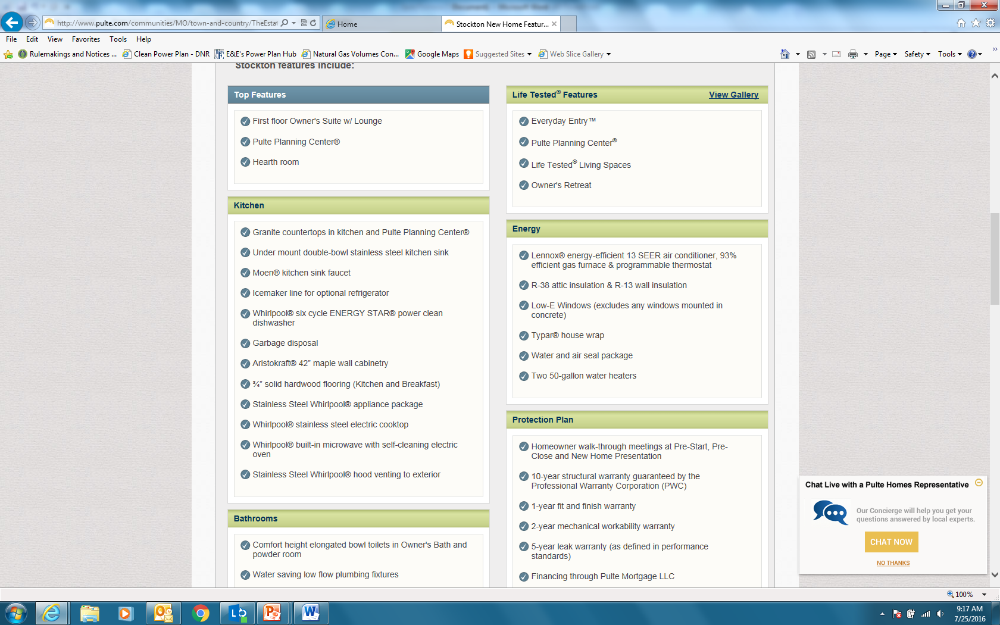 http://www.pulte.com/communities/MO/town-and-country/TheEstat
Home
Stockton New Home Featur...
File Edit View Favorites Tools Help
Rulemakings and Notices ...
Clean Power Plan - DNR
E&E's Power Plan Hub
Natural Gas Volumes Con...
Google Maps
Suggested Sites
Web Slice Gallery
Page
Safety
Tools
Stockton features include:
Top Features
First floor Owner's Suite w/ Lounge
Pulte Planning Center®
Hearth room
Kitchen
Granite countertops in kitchen and Pulte Planning Center®
Under mount double-bowl stainless steel kitchen sink
Moen® kitchen sink faucet
Icemaker line for optional refrigerator
Whirlpool® six cycle ENERGY STAR® power clean
dishwasher
Garbage disposal
Aristokraft® 42” maple wall cabinetry
¾” solid hardwood flooring (Kitchen and Breakfast)
Stainless Steel Whirlpool® appliance package
Whirlpool® stainless steel electric cooktop
Whirlpool® built-in microwave with self-cleaning electric
oven
Stainless Steel Whirlpool® hood venting to exterior
Bathrooms
Comfort height elongated bowl toilets in Owner's Bath and
powder room
Water saving low flow plumbing fixtures
Life Tested® Features View Gallery
Everyday Entry™
Pulte Planning Center®
Life Tested® Living Spaces
Owner's Retreat
Energy
Lennox® energy-efficient 13 SEER air conditioner, 93%
efficient gas furnace & programmable thermostat
R-38 attic insulation & R-13 wall insulation
Low-E Windows (excludes any windows mounted in
concrete)
Typar® house wrap
Water and air seal package
Two 50-gallon water heaters
Protection Plan
Homeowner walk-through meetings at Pre-Start, Pre-
Close and New Home Presentation
10-year structural warranty guaranteed by the
Professional Warranty Corporation (PWC)
1-year fit and finish warranty
2-year mechanical workability warranty
5-year leak warranty (as defined in performance
standards)
Financing through Pulte Mortgage LLC
Chat Live with a Pulte Homes Representative
Our Concierge will help you get your
questions answered by local experts.
CHAT NOW
NO THANKS
100%
9:17 AM
7/25/2016